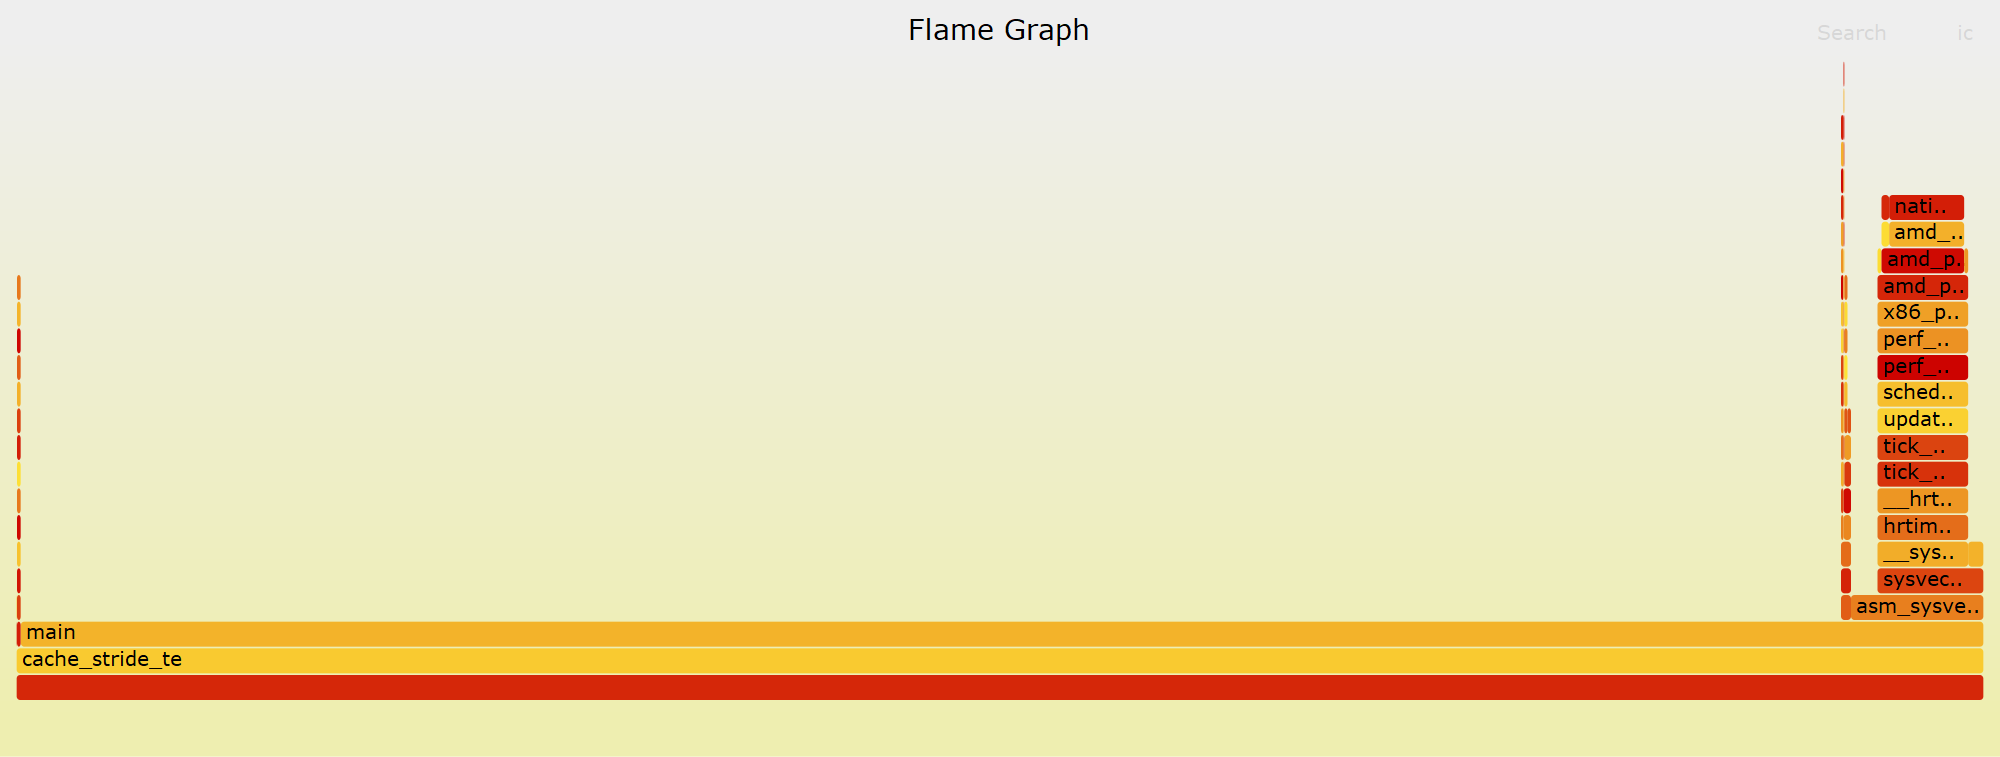 Flame Graph
Search ic
nati..
amd_..
amd_p.
amd_p..
x86_p..
perf_..
perf_..
sched..
updat..
tick_..
tick_..
__hrt..
hrtim..
__sys..
sysvec..
asm_sysve..
main
cache_stride_te